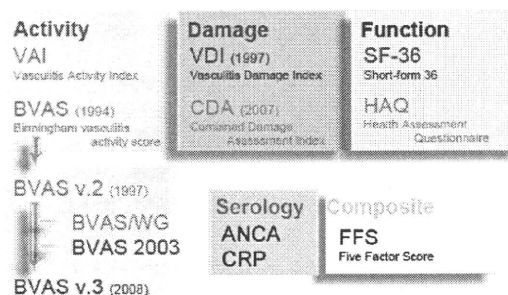 Activity
VAI
Vasculitis Activity Index
BVAS (1994)
Birmingham vasculitis
activity score
BVAS v.2 (1997)
BVAS/WG
BVAS 2003
BVAS v.3 (2008)
Damage
VDI (1997)
Vasculitis Damage Index
CDA (2007)
Combined Damage
Assessment Index
Function
SF-36
Short-form 36
HAQ
Health Assessment
Questionnaire
Serology
ANCA
CRP
Composite
FFS
Five Factor Score